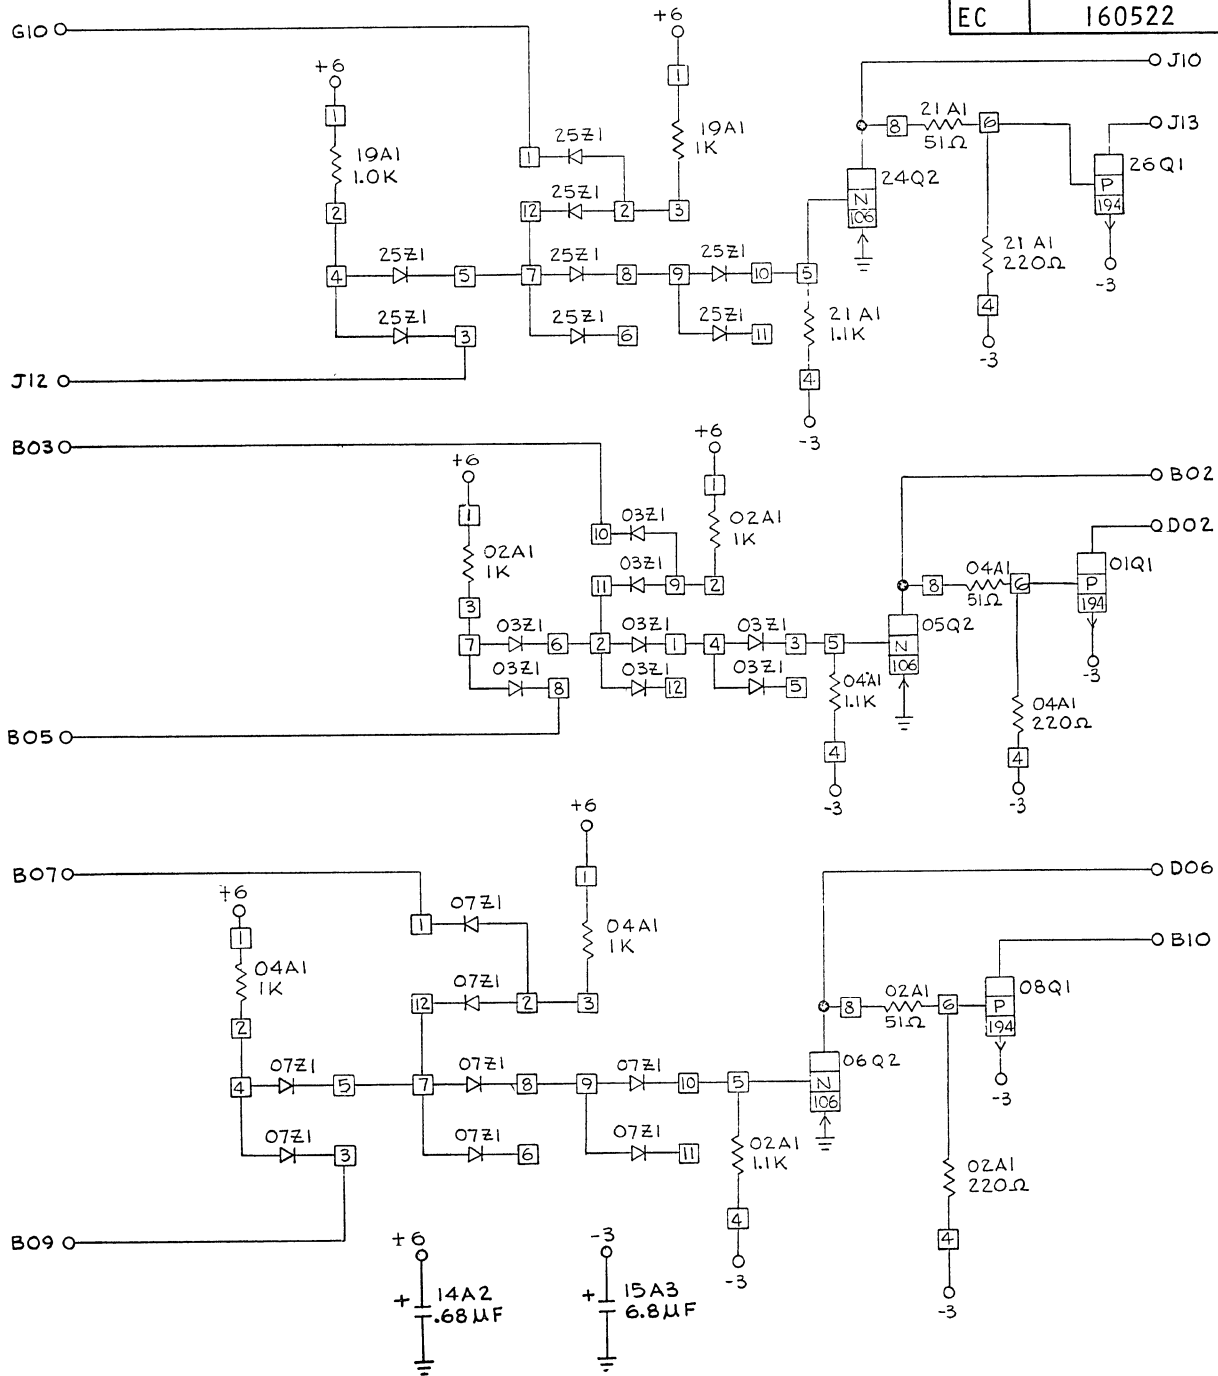 EC 160522
G10
+6
+6
J10
1
1
21A1
8
6
51Ω
J13
19A1
1.0K
25Z1
1
19A1
1K
26Q1
P
194
24Q2
N
106
2
25Z1
12
2
3
21A1
220Ω
-3
25Z1
25Z1
25Z1
4
5
7
8
9
10
5
4
-3
25Z1
3
25Z1
6
25Z1
11
21A1
1.1K
4
-3
J12
B03
+6
+6
B02
1
1
D02
02A1
1K
03Z1
10
02A1
1K
01Q1
P
194
03Z1
11
9
2
8
04A1
51Ω
6
3
05Q2
N
106
03Z1
03Z1
03Z1
7
6
2
1
4
3
5
-3
03Z1
8
03Z1
12
03Z1
5
04A1
1.1K
04A1
220Ω
B05
4
4
-3
-3
+6
B07
+6
D06
1
1
07Z1
1
04A1
1K
B10
04A1
1K
07Z1
12
2
3
8
02A1
51Ω
6
08Q1
P
194
2
06Q2
N
106
07Z1
07Z1
07Z1
4
5
7
8
9
10
5
-3
07Z1
3
07Z1
6
07Z1
11
02A1
1.1K
02A1
220Ω
4
4
B09
+6
-3
-3
-3
+ 14A2
.68µF
+ 15A3
6.8µF